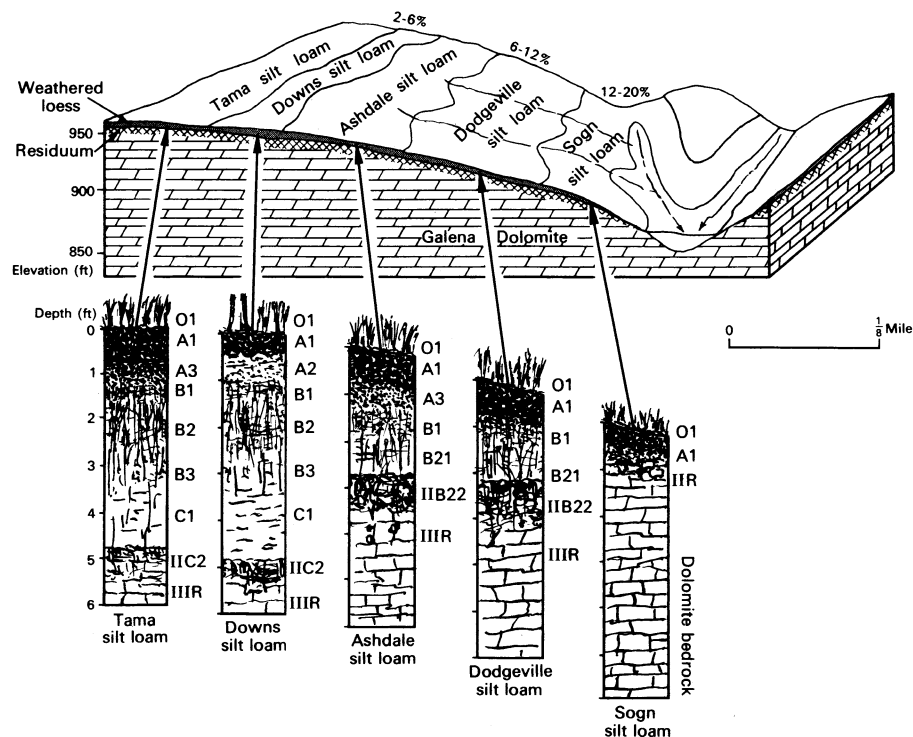 2-6%
6-12%
12-20%
Tama silt loam
Downs silt loam
Ashdale silt loam
Dodgeville
silt loam
Sogn
silt loam
Weathered
loess
950
Residuum
900
850
Elevation (ft)
Galena Dolomite
Depth (ft)
0
1
2
3
4
5
6
O1
A1
A3
B1
B2
B3
C1
IIC2
IIIR
Tama
silt loam
O1
A1
A2
B1
B2
B3
C1
IIC2
IIIR
Downs
silt loam
O1
A1
A3
B1
B21
IIB22
IIIR
Ashdale
silt loam
O1
A1
B1
B21
IIB22
IIIR
Dodgeville
silt loam
O1
A1
IIR
Dolomite bedrock
Sogn
silt loam
0
1/8 Mile